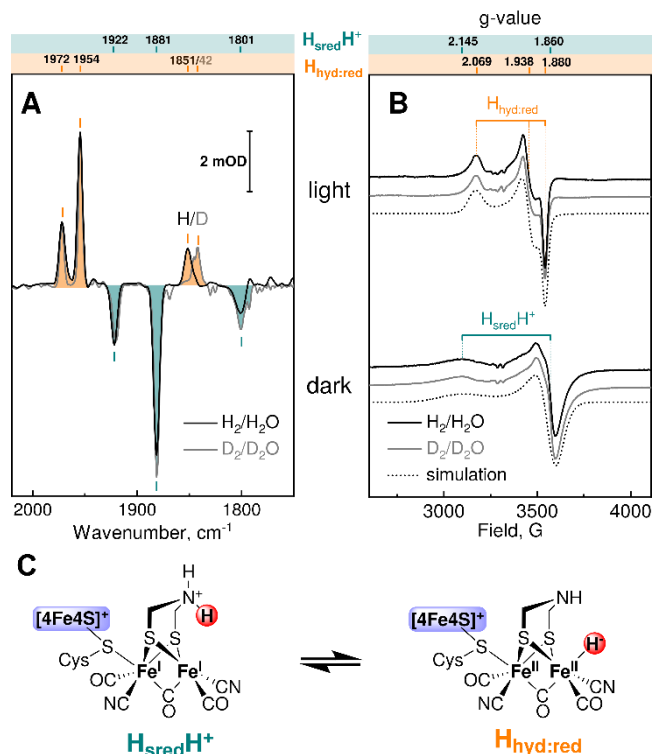 g-value
1922 1881 1801 HsredH⁺ 2.145 1.860
1972 1954 1851/42 Hhyd:red 2.069 1.938 1.880
A
2 mOD
H/D
H₂/H₂O
D₂/D₂O
2000 1900 1800
Wavenumber, cm⁻¹
light
dark
B
Hhyd:red
HsredH⁺
H₂/H₂O
D₂/D₂O
simulation
3000 3500 4000
Field, G
C
[4Fe4S]⁺
H
N⁺
H
S
Cys
S
S
Feᴵ
Feᴵ
OC
NC
C
O
CN
CO
HsredH⁺
[4Fe4S]⁺
NH
H⁻
S
Cys
S
S
Feᴵᴵ
Feᴵᴵ
OC
NC
C
O
CN
CO
Hhyd:red